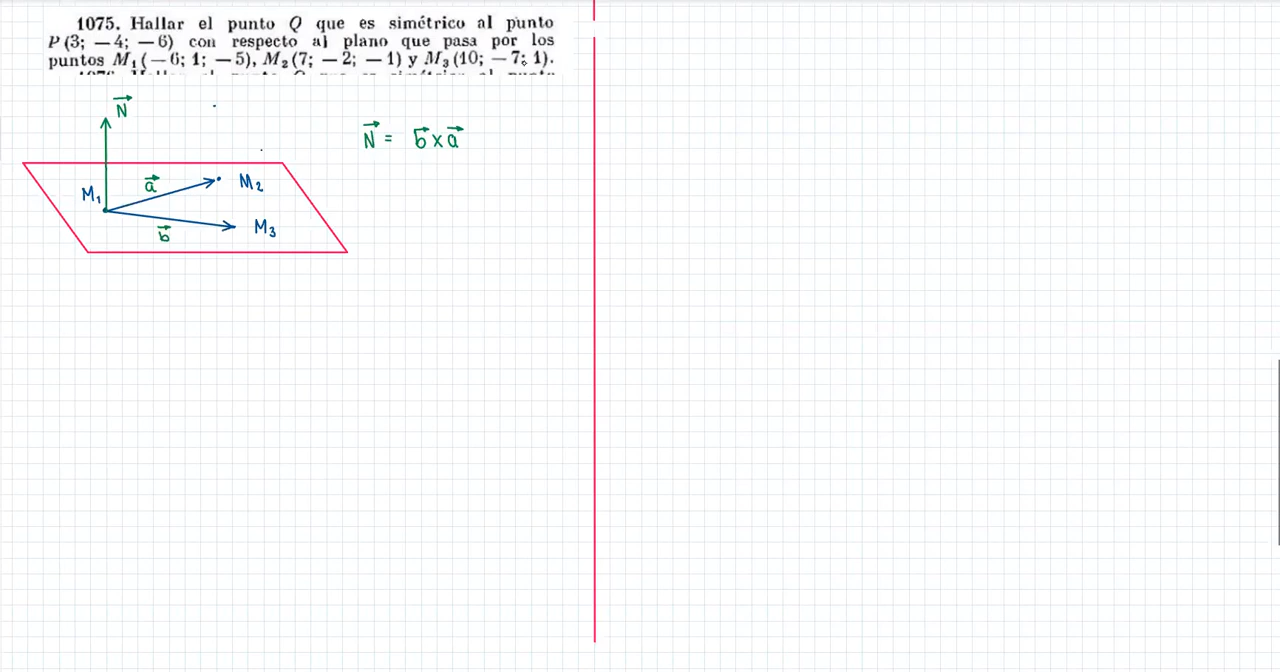 1075. Hallar el punto Q que es simétrico al punto
P (3; — 4; — 6) con respecto al plano que pasa por los
puntos M₁ (— 6; 1; — 5), M₂ (7; — 2; — 1) y M₃ (10; — 7; 1).
N⃗
N⃗ = b⃗ x a⃗
a⃗
M₂
M₁
b⃗
M₃